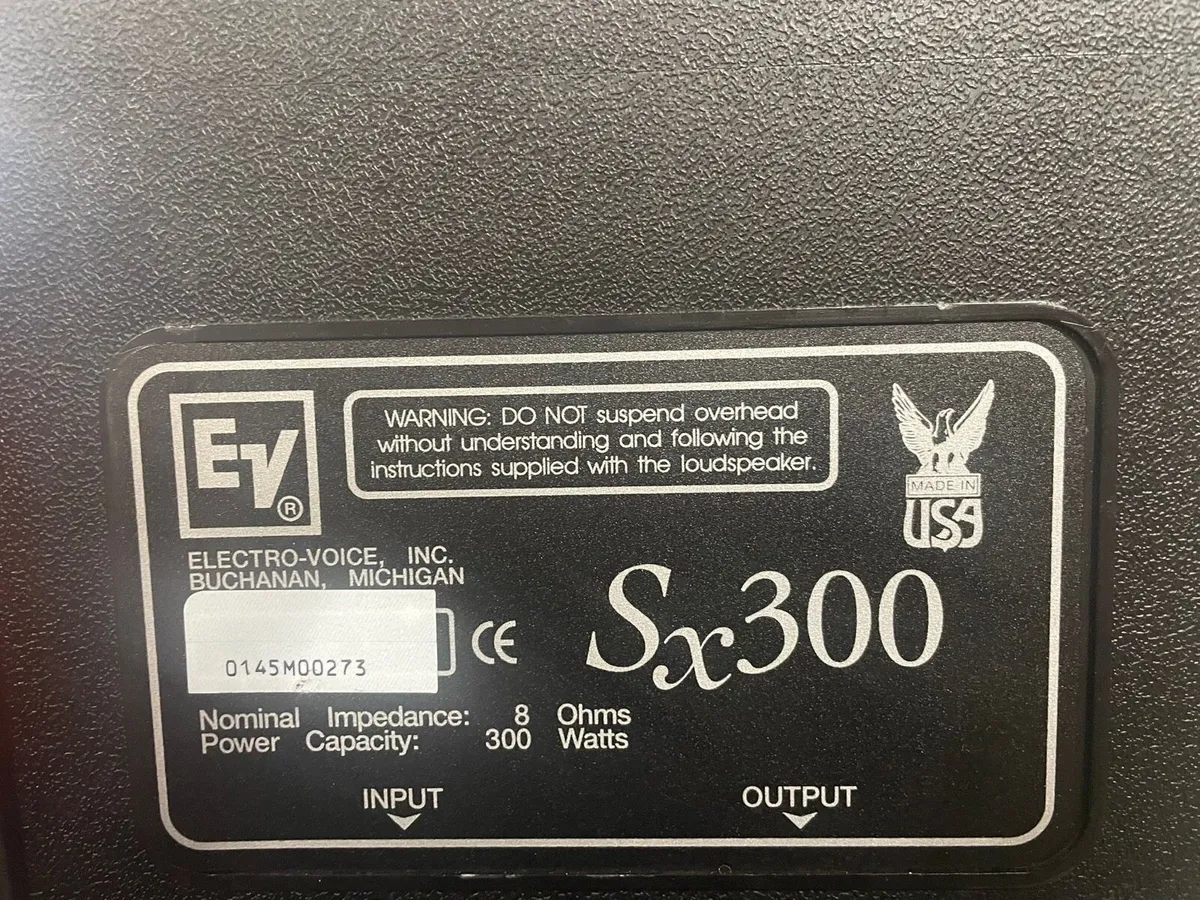 EV®
WARNING: DO NOT suspend overhead
without understanding and following the
instructions supplied with the loudspeaker.
MADE IN
USA
ELECTRO-VOICE, INC.
BUCHANAN, MICHIGAN
0145M00273
CE
Sx300
Nominal Impedance: 8 Ohms
Power Capacity: 300 Watts
INPUT
OUTPUT